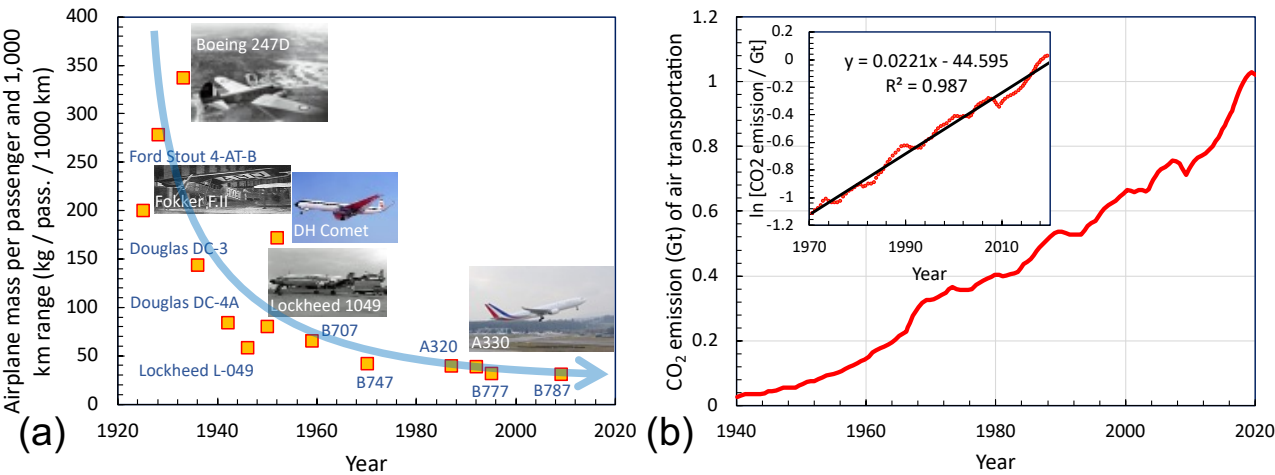 Airplane mass per passenger and 1,000
km range (kg / pass. / 1000 km)
400
350
300
250
200
150
100
50
0
Boeing 247D
Ford Stout 4-AT-B
Fokker F.II
DH Comet
Douglas DC-3
Lockheed 1049
Douglas DC-4A
B707
A320
A330
Lockheed L-049
B747
B777
B787
(a)
1920
1940
1960
1980
2000
2020
Year
CO2 emission (Gt) of air transportation
1.2
1
0.8
0.6
0.4
0.2
0
ln [CO2 emission / Gt]
0.2
0
-0.2
-0.4
-0.6
-0.8
-1
-1.2
y = 0.0221x - 44.595
R² = 0.987
1970
1990
2010
Year
(b)
1940
1960
1980
2000
2020
Year